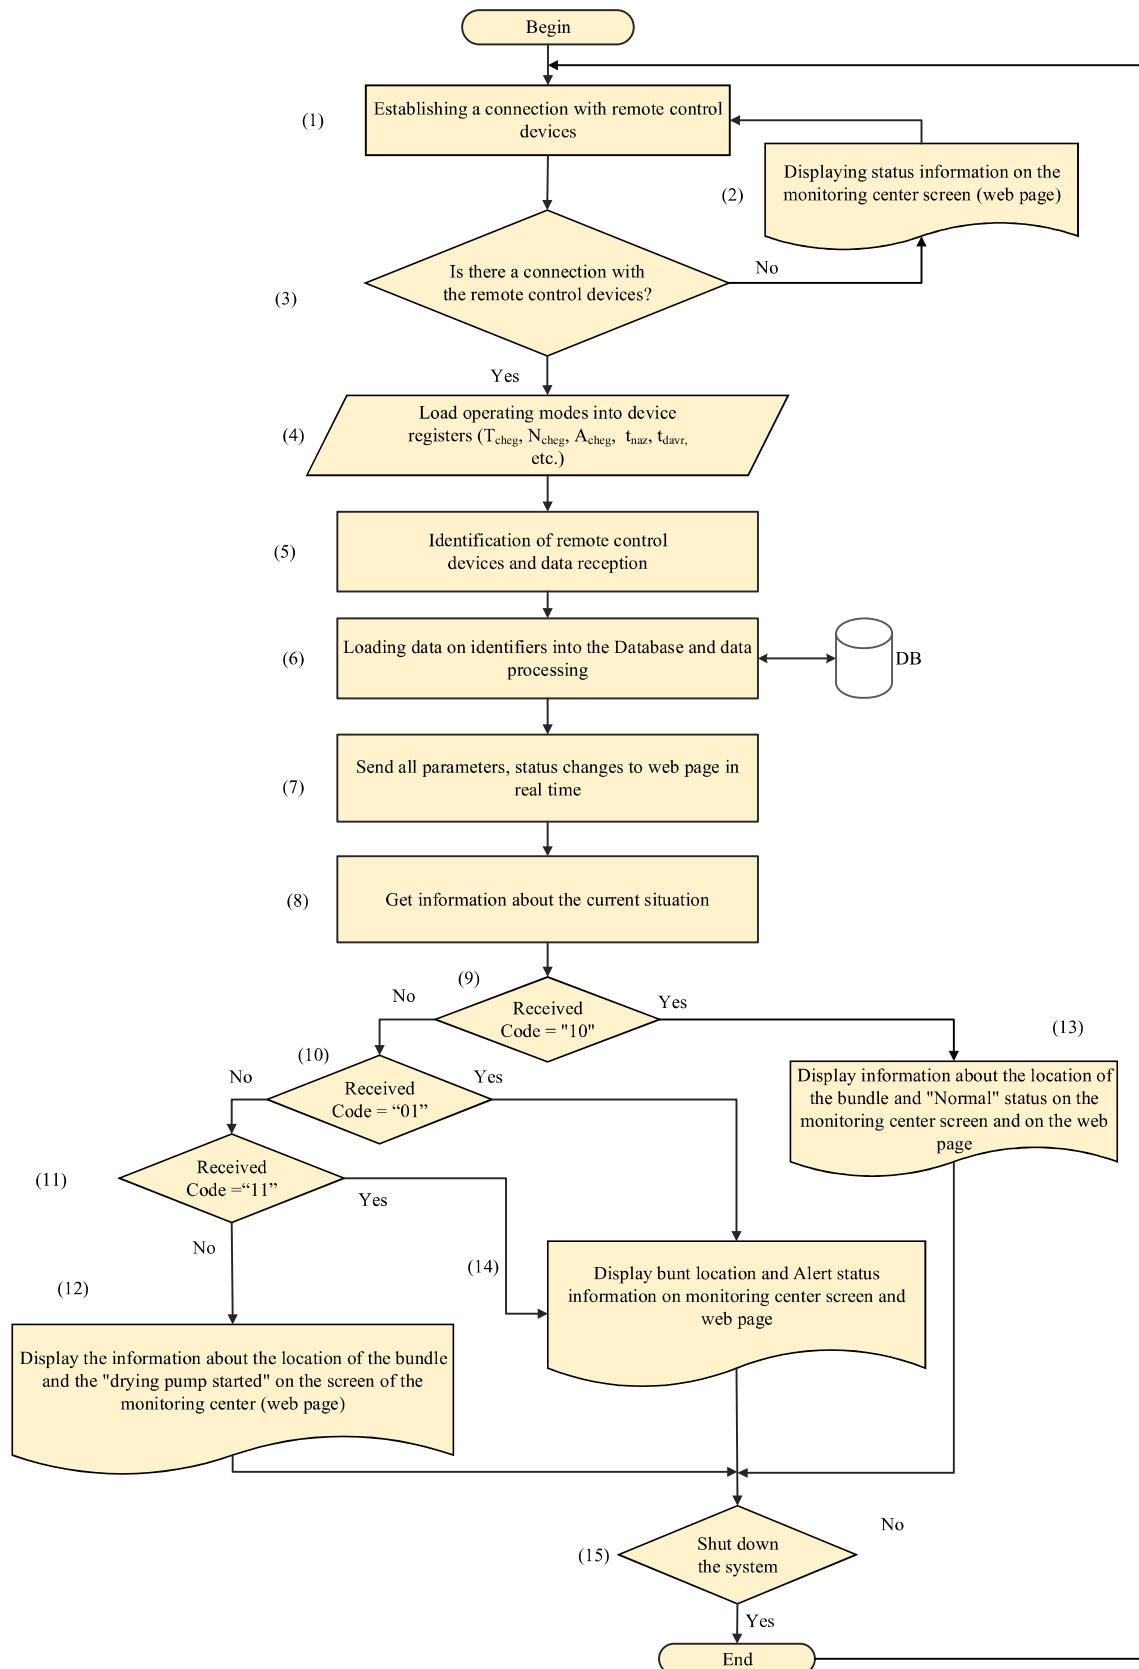 Begin
(1)
Establishing a connection with remote control
devices
(2)
Displaying status information on the
monitoring center screen (web page)
(3)
Is there a connection with
the remote control devices?
No
Yes
(4)
Load operating modes into device
registers (Tcheg, Ncheg, Acheg, tnaz, tdavr,
etc.)
(5)
Identification of remote control
devices and data reception
(6)
Loading data on identifiers into the Database and data
processing
DB
(7)
Send all parameters, status changes to web page in
real time
(8)
Get information about the current situation
(9)
No
Received
Code = "10"
Yes
(13)
Display information about the location of
the bundle and "Normal" status on the
monitoring center screen and on the web
page
(10)
No
Received
Code = “01”
Yes
(11)
Received
Code =“11”
Yes
No
(14)
Display bunt location and Alert status
information on monitoring center screen and
web page
(12)
Display the information about the location of the bundle
and the "drying pump started" on the screen of the
monitoring center (web page)
(15)
Shut down
the system
No
Yes
End